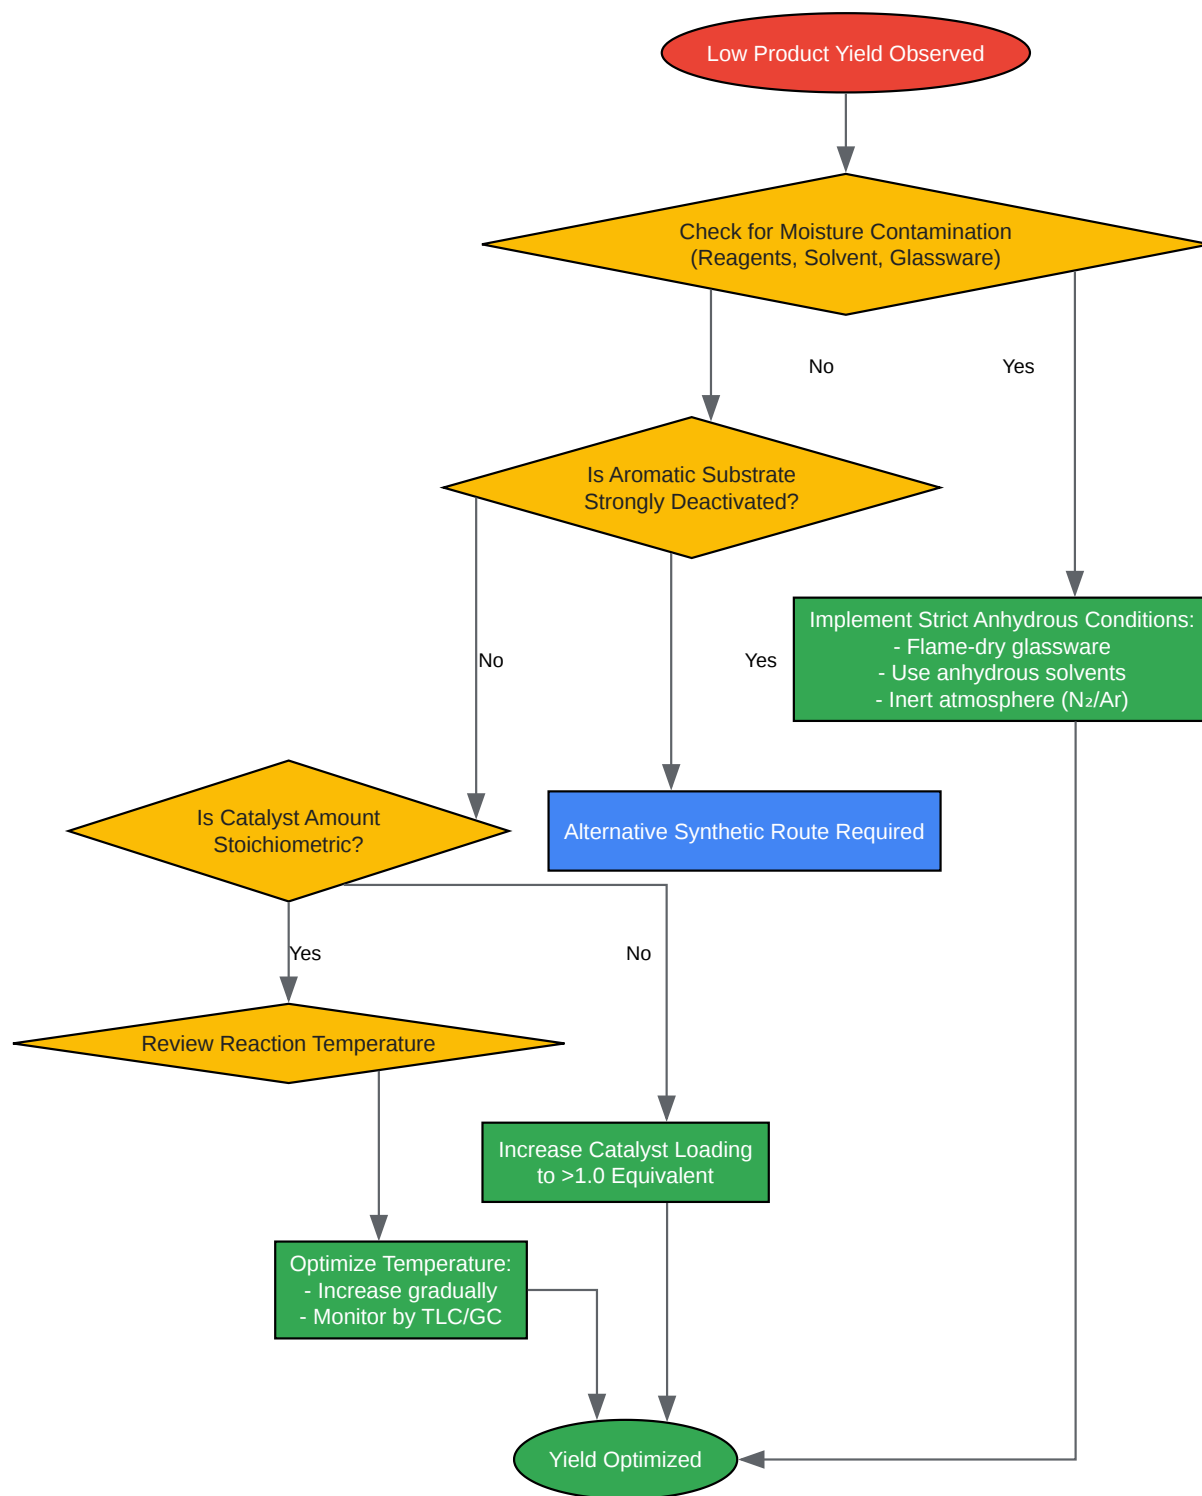 Low Product Yield Observed
Check for Moisture Contamination
(Reagents, Solvent, Glassware)
No
Yes
Is Aromatic Substrate
Strongly Deactivated?
Implement Strict Anhydrous Conditions:
- Flame-dry glassware
- Use anhydrous solvents
- Inert atmosphere (N₂/Ar)
No
Yes
Is Catalyst Amount
Stoichiometric?
Alternative Synthetic Route Required
Yes
No
Review Reaction Temperature
Increase Catalyst Loading
to >1.0 Equivalent
Optimize Temperature:
- Increase gradually
- Monitor by TLC/GC
Yield Optimized